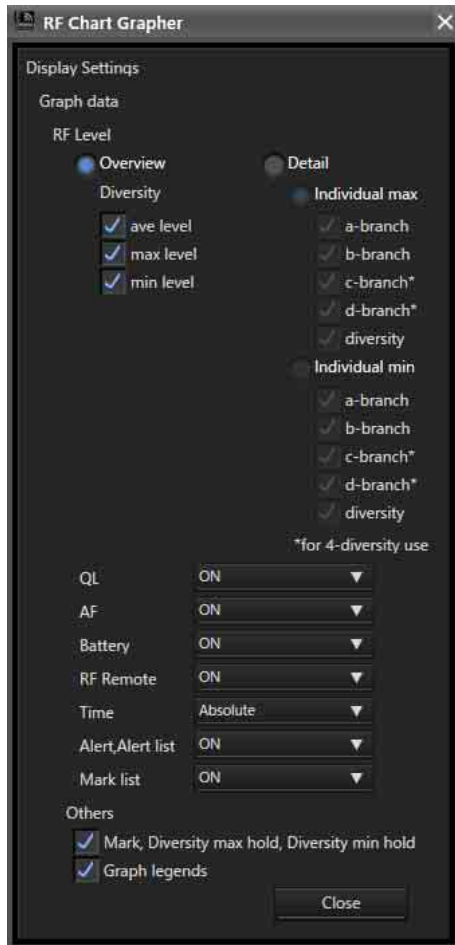 RF Chart Grapher
Display Settings
Graph data
RF Level
Overview Detail
Diversity Individual max
ave level a-branch
max level b-branch
min level c-branch*
d-branch*
diversity
Individual min
a-branch
b-branch
c-branch*
d-branch*
diversity
*for 4-diversity use
QL ON
AF ON
Battery ON
RF Remote ON
Time Absolute
Alert,Alert list ON
Mark list ON
Others
Mark, Diversity max hold, Diversity min hold
Graph legends
Close